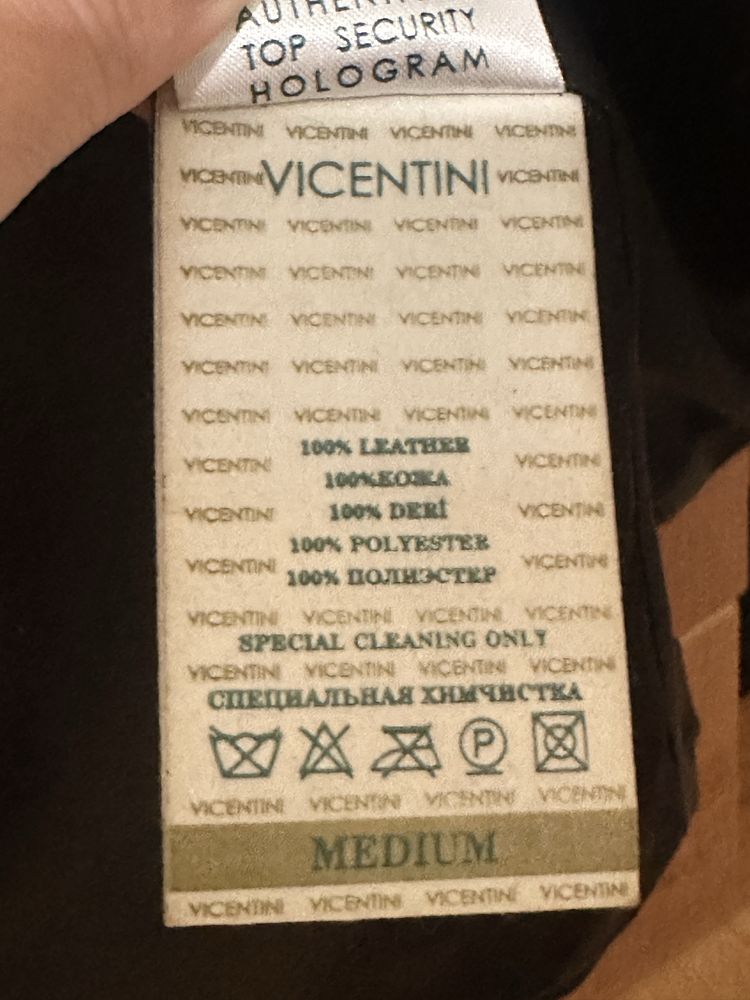 TOP SECURITY
HOLOGRAM
VICENTINI VICENTINI VICENTINI VICENTINI
VICENTINI VICENTINI VICENTINI
VICENTINI VICENTINI VICENTINI VICENTINI
VICENTINI VICENTINI VICENTINI VICENTINI
VICENTINI VICENTINI VICENTINI VICENTINI
VICENTINI VICENTINI VICENTINI VICENTINI
VICENTINI VICENTINI VICENTINI VICENTINI
100% LEATHER
VICENTINI 100%КОЖА VICENTINI
VICENTINI 100% DERİ VICENTINI
100% POLYESTER
VICENTINI 100% ПОЛИЭСТЕР VICENTINI
VICENTINI VICENTINI VICENTINI VICENTINI
SPECIAL CLEANING ONLY
VICENTINI VICENTINI VICENTINI VICENTINI
СПЕЦИАЛЬНАЯ ХИМЧИСТКА
P
VICENTINI VICENTINI VICENTINI VICENTINI
MEDIUM
VICENTINI VICENTINI VICENTINI VICENTINI